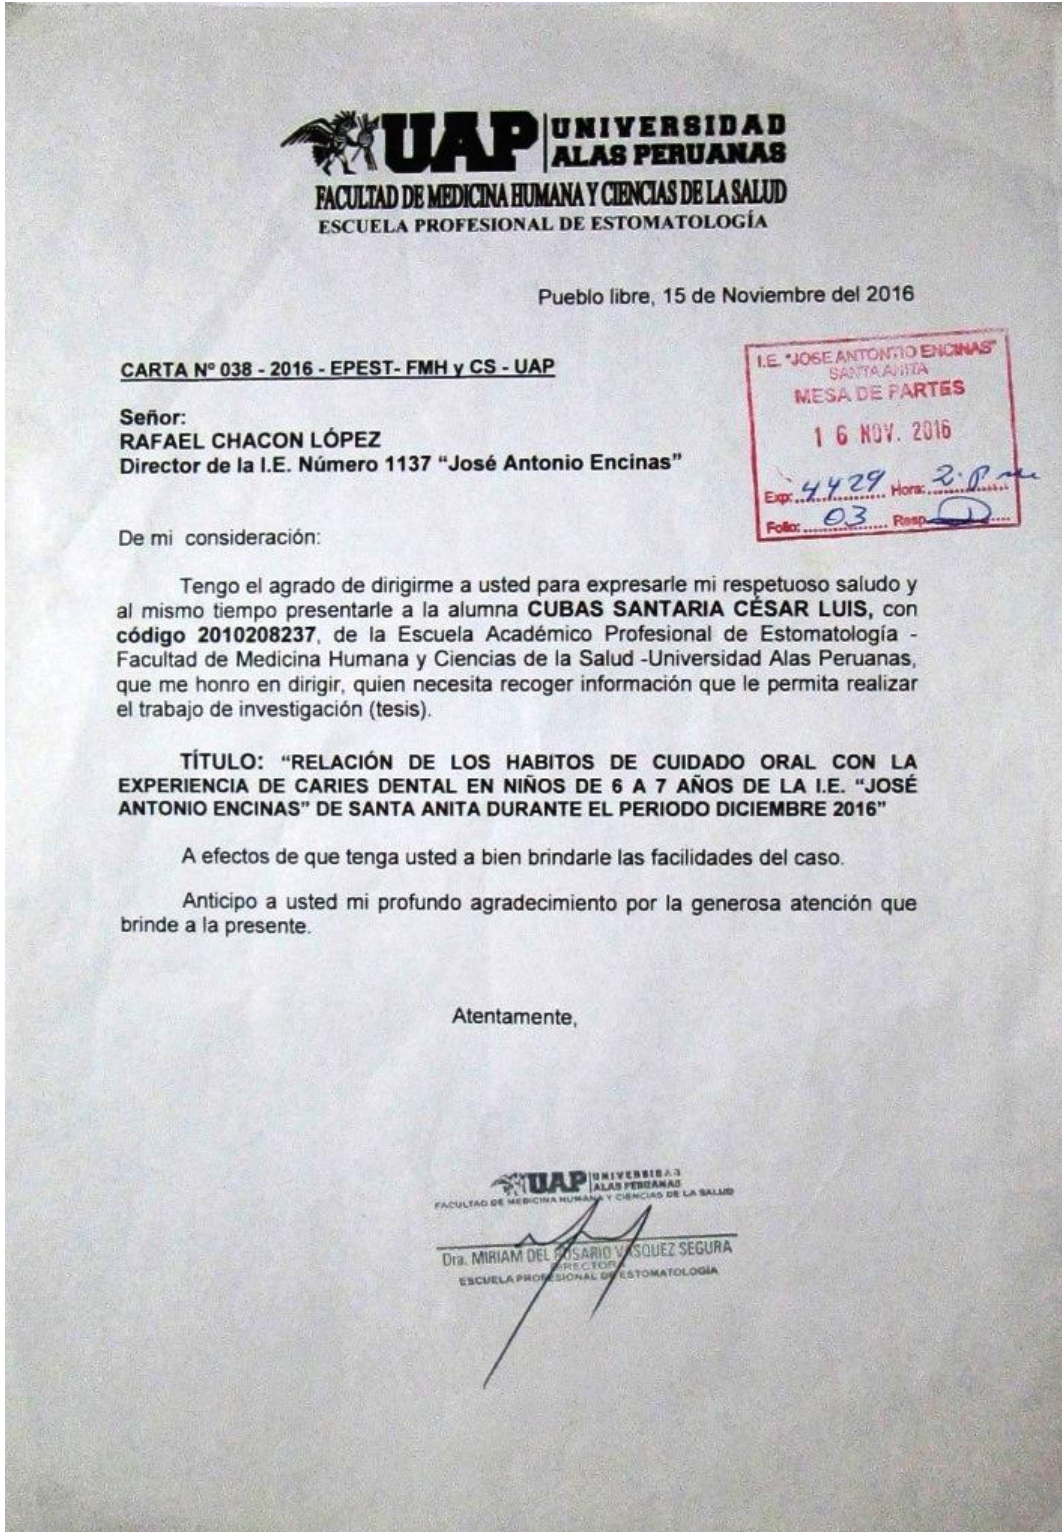 UAP UNIVERSIDAD
ALAS PERUANAS
FACULTAD DE MEDICINA HUMANA Y CIENCIAS DE LA SALUD
ESCUELA PROFESIONAL DE ESTOMATOLOGÍA
Pueblo libre, 15 de Noviembre del 2016
CARTA Nº 038 - 2016 - EPEST- FMH y CS - UAP
I.E. "JOSE ANTONTIO ENCINAS"
SANTA ANITA
MESA DE PARTES
16 NOV. 2016
Exp: 4429 Hora: 2. p m
Folio: 03 Resp
Señor:
RAFAEL CHACON LÓPEZ
Director de la I.E. Número 1137 “José Antonio Encinas”
De mi consideración:
Tengo el agrado de dirigirme a usted para expresarle mi respetuoso saludo y
al mismo tiempo presentarle a la alumna CUBAS SANTARIA CÉSAR LUIS, con
código 2010208237, de la Escuela Académico Profesional de Estomatología -
Facultad de Medicina Humana y Ciencias de la Salud -Universidad Alas Peruanas,
que me honro en dirigir, quien necesita recoger información que le permita realizar
el trabajo de investigación (tesis).
TÍTULO: “RELACIÓN DE LOS HABITOS DE CUIDADO ORAL CON LA
EXPERIENCIA DE CARIES DENTAL EN NIÑOS DE 6 A 7 AÑOS DE LA I.E. “JOSÉ
ANTONIO ENCINAS” DE SANTA ANITA DURANTE EL PERIODO DICIEMBRE 2016”
A efectos de que tenga usted a bien brindarle las facilidades del caso.
Anticipo a usted mi profundo agradecimiento por la generosa atención que
brinde a la presente.
Atentamente,
UAP UNIVERSIDAD
ALAS PERUANAS
FACULTAD DE MEDICINA HUMANA Y CIENCIAS DE LA SALUD
Dra. MIRIAM DEL ROSARIO VASQUEZ SEGURA
DIRECTORA
ESCUELA PROFESIONAL DE ESTOMATOLOGÍA